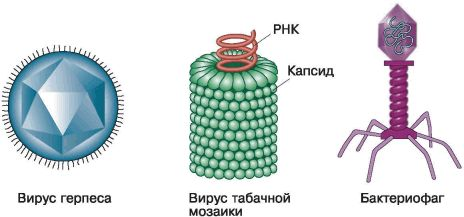 РНК
Капсид
Вирус герпеса
Вирус табачной
мозаики
Бактериофаг